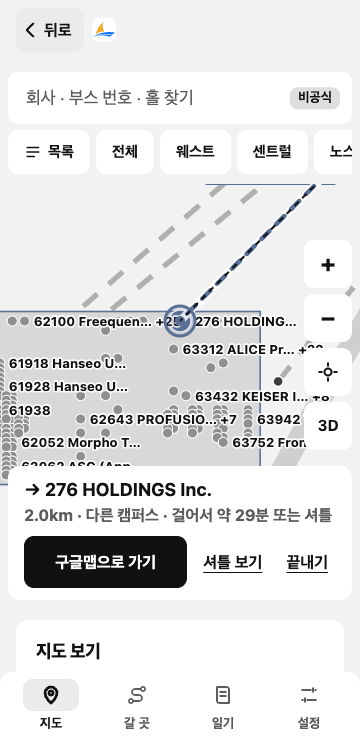 뒤로
회사 · 부스 번호 · 홀 찾기
비공식
목록
전체
웨스트
센트럴
62100 Freequen... +25
276 HOLDING...
63312 ALICE Pr...
61918 Hanseo U...
61928 Hanseo U...
63432 KEISER I... +8
61938
62643 PROFUSIO... +7
63942
62052 Morpho T...
63752
3D
→ 276 HOLDINGS Inc.
2.0km · 다른 캠퍼스 · 걸어서 약 29분 또는 셔틀
구글맵으로 가기
셔틀 보기
끝내기
지도 보기
지도
갈 곳
일기
설정